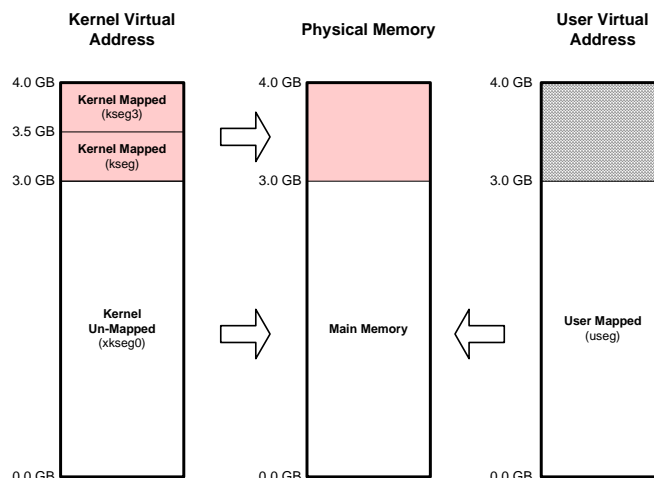 Kernel Virtual
Address
Physical Memory
User Virtual
Address
4.0 GB
Kernel Mapped
(kseg3)
3.5 GB
Kernel Mapped
(kseg)
3.0 GB
Kernel
Un-Mapped
(xkseg0)
0.0 GB
4.0 GB
3.0 GB
Main Memory
0.0 GB
4.0 GB
3.0 GB
User Mapped
(useg)
0.0 GB